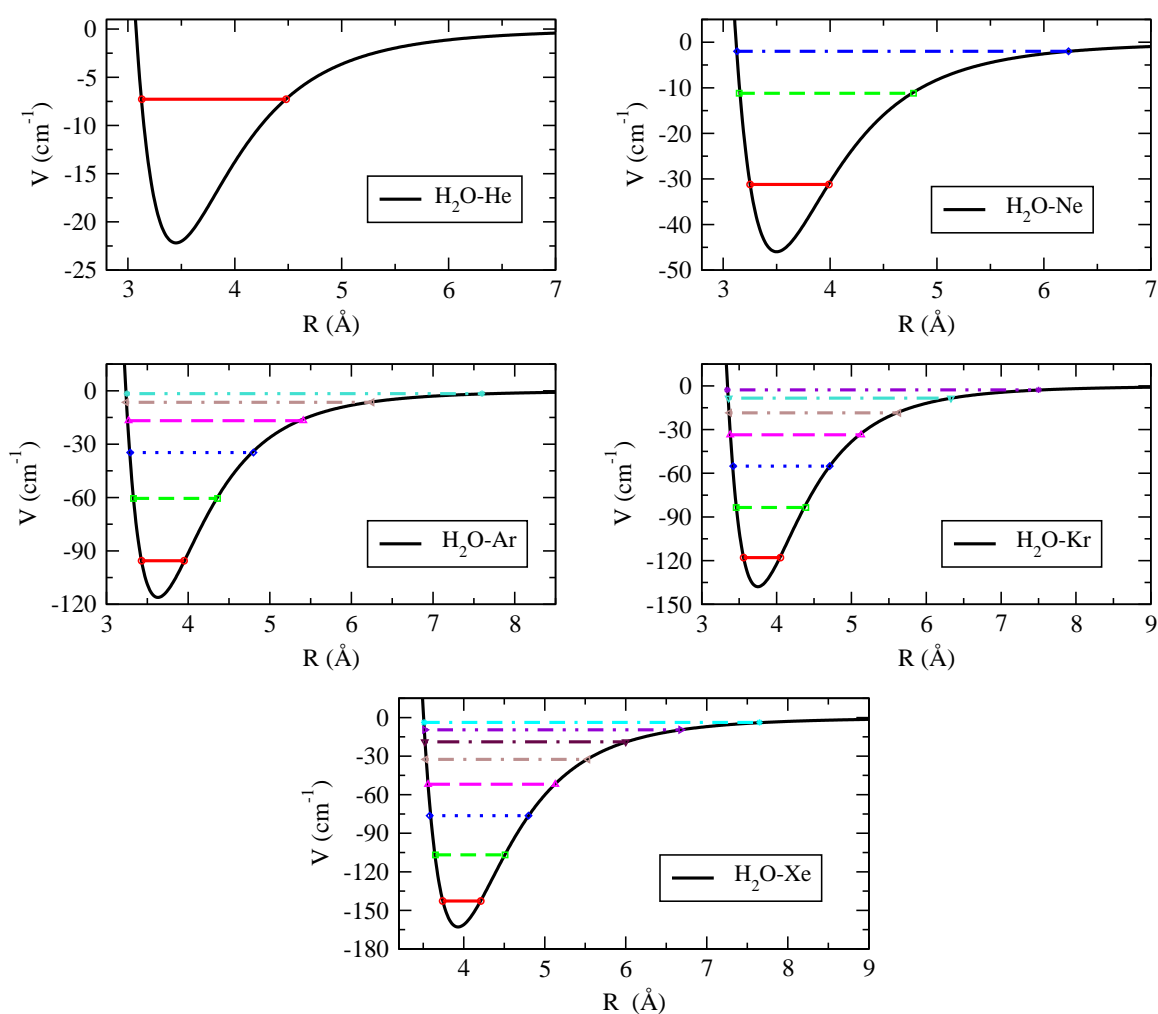 0
-5
-10
-15
-20
-25
V (cm⁻¹)
H₂O-He
3 4 5 6 7
R (Å)
0
-10
-20
-30
-40
-50
V (cm⁻¹)
H₂O-Ne
3 4 5 6 7
R (Å)
0
-30
-60
-90
-120
V (cm⁻¹)
H₂O-Ar
3 4 5 6 7 8
R (Å)
0
-30
-60
-90
-120
-150
V (cm⁻¹)
H₂O-Kr
3 4 5 6 7 8 9
R (Å)
0
-30
-60
-90
-120
-150
-180
V (cm⁻¹)
H₂O-Xe
4 5 6 7 8 9
R (Å)